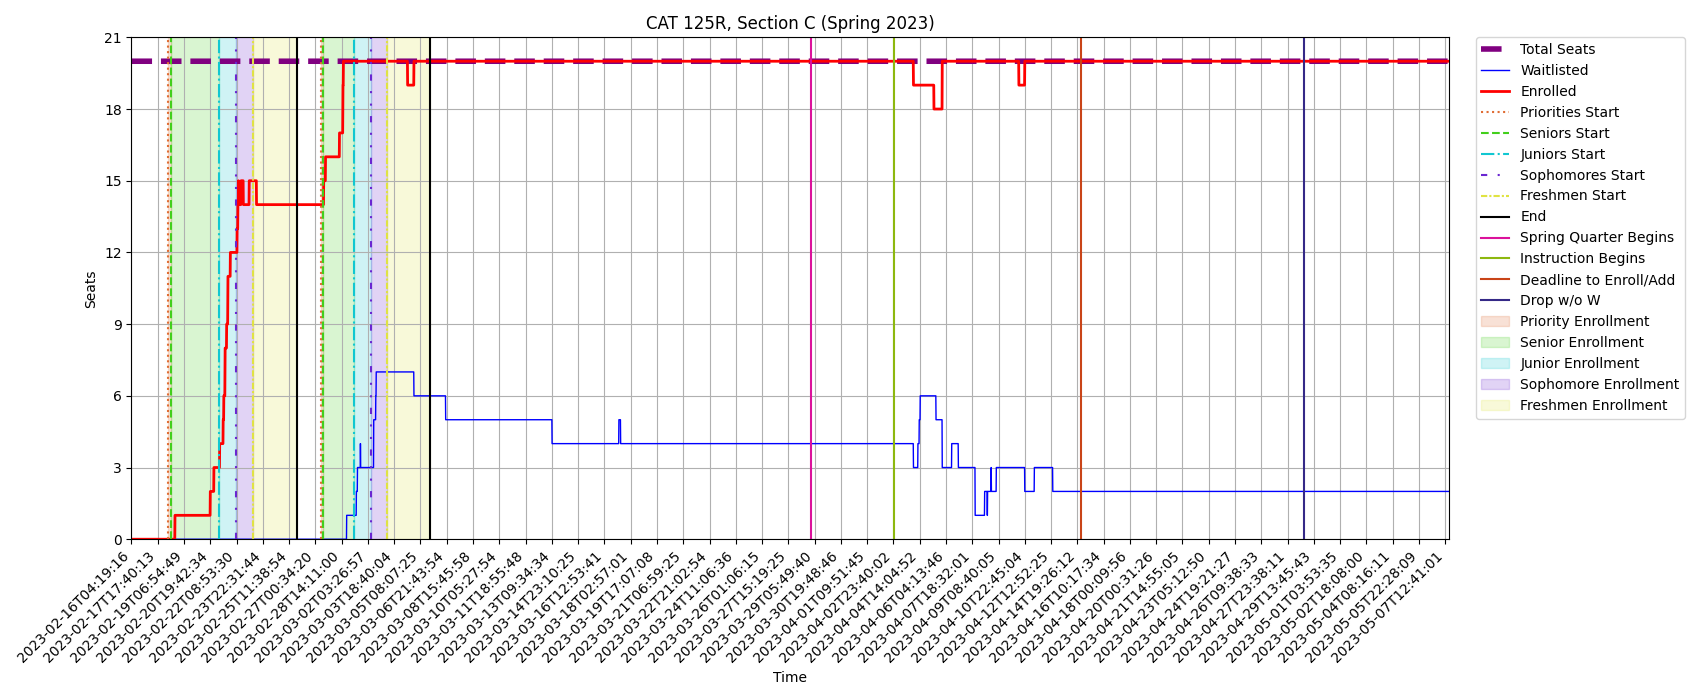 CAT 125R, Section C (Spring 2023)
21
18
15
12
9
6
3
0
Seats
2023-02-16T04:19:16
2023-02-17T17:40:13
2023-02-19T06:54:49
2023-02-20T19:42:34
2023-02-22T08:53:30
2023-02-23T22:31:44
2023-02-25T11:38:54
2023-02-27T00:34:20
2023-02-28T14:11:00
2023-03-02T03:26:57
2023-03-03T18:40:04
2023-03-05T08:07:25
2023-03-06T21:43:54
2023-03-08T10:45:58
2023-03-10T05:27:54
2023-03-11T18:55:48
2023-03-13T09:34:34
2023-03-14T23:10:25
2023-03-16T12:53:41
2023-03-18T02:57:01
2023-03-19T17:07:08
2023-03-21T06:59:25
2023-03-22T21:02:54
2023-03-24T11:06:36
2023-03-26T01:06:15
2023-03-27T15:19:25
2023-03-29T05:49:40
2023-03-30T19:48:46
2023-04-01T09:51:45
2023-04-02T23:40:02
2023-04-04T14:04:52
2023-04-06T04:13:46
2023-04-07T18:32:01
2023-04-09T08:40:05
2023-04-10T22:45:04
2023-04-12T12:52:25
2023-04-14T19:26:12
2023-04-16T10:17:34
2023-04-18T00:09:56
2023-04-20T00:31:26
2023-04-21T14:55:05
2023-04-23T05:12:50
2023-04-24T19:21:27
2023-04-26T09:38:33
2023-04-27T23:38:11
2023-04-29T13:45:43
2023-05-01T03:53:35
2023-05-02T18:08:00
2023-05-04T08:16:11
2023-05-05T22:28:09
2023-05-07T12:41:01
Time
Total Seats
Waitlisted
Enrolled
Priorities Start
Seniors Start
Juniors Start
Sophomores Start
Freshmen Start
End
Spring Quarter Begins
Instruction Begins
Deadline to Enroll/Add
Drop w/o W
Priority Enrollment
Senior Enrollment
Junior Enrollment
Sophomore Enrollment
Freshmen Enrollment